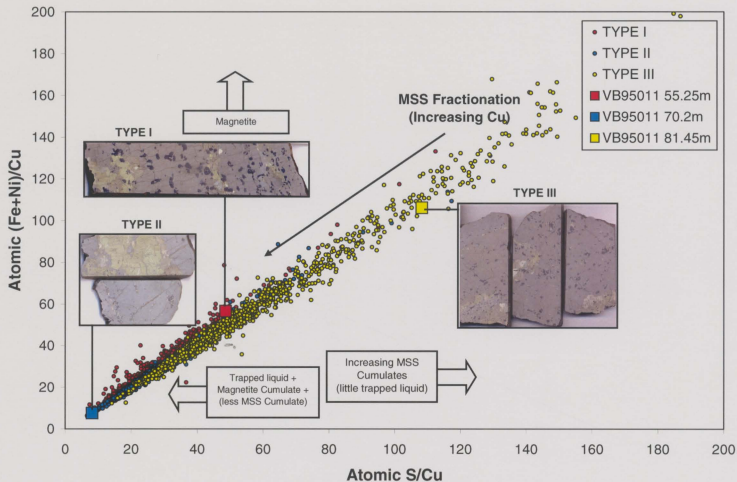 200
180
160
140
120
100
80
60
40
20
0
Atomic (Fe+Ni)/Cu
0 20 40 60 80 100 120 140 160 180 200
Atomic S/Cu
TYPE I
TYPE II
TYPE III
VB95011 55.25m
VB95011 70.2m
VB95011 81.45m
Magnetite
MSS Fractionation
(Increasing Cu)
TYPE I
TYPE II
TYPE III
Trapped liquid +
Magnetite Cumulate +
(less MSS Cumulate)
Increasing MSS
Cumulates
(little trapped liquid)